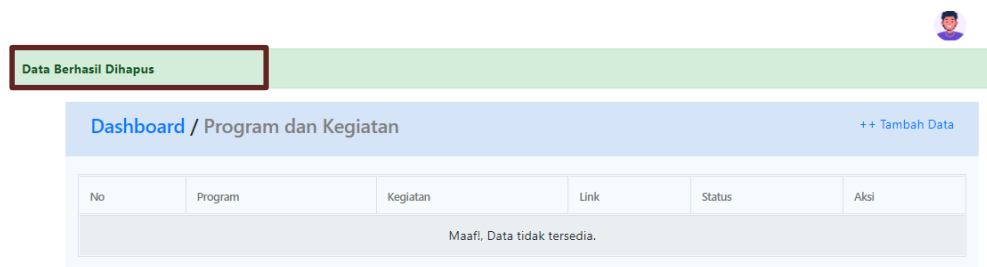 Data Berhasil Dihapus
Dashboard / Program dan Kegiatan ++ Tambah Data
No Program Kegiatan Link Status Aksi
Maaf!, Data tidak tersedia.